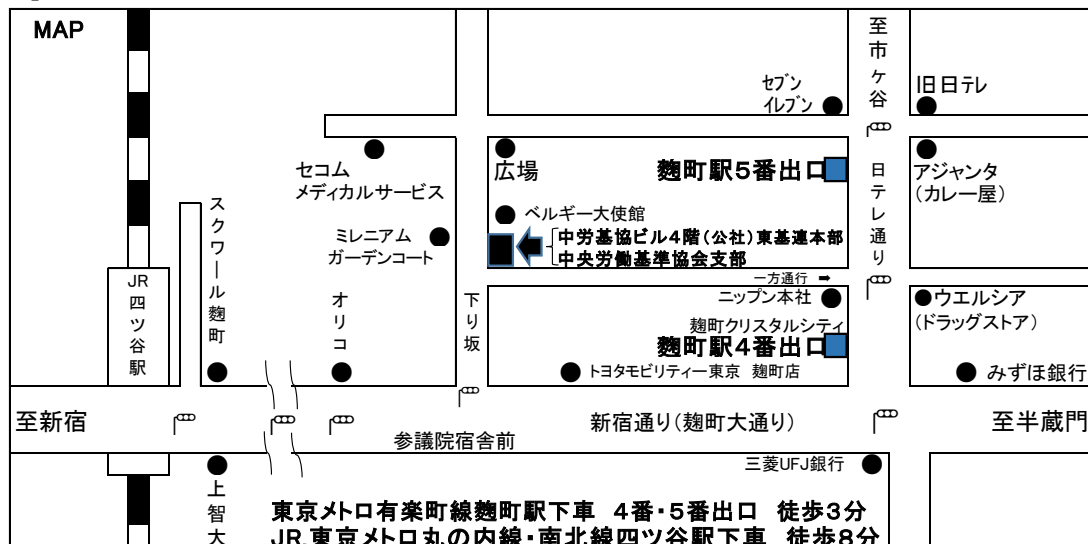 MAP
至市ヶ谷
セブン
イレブン
旧日テレ
セコム
メディカルサービス
広場
麹町駅5番出口
日テレ通り
アジャンタ
(カレー屋)
スクワール麹町
ベルギー大使館
ミレニアム
ガーデンコート
中労基協ビル4階(公社)東基連本部
中央労働基準協会支部
一方通行 ➡
JR四ツ谷駅
オリコ
下り坂
ニップン本社
ウエルシア
(ドラッグストア)
麹町クリスタルシティ
麹町駅4番出口
トヨタモビリティー東京 麹町店
みずほ銀行
至新宿
新宿通り(麹町大通り)
至半蔵門
参議院宿舎前
三菱UFJ銀行
上智大
東京メトロ有楽町線麹町駅下車 4番・5番出口 徒歩3分
JR,東京メトロ丸の内線・南北線四ツ谷駅下車 徒歩8分